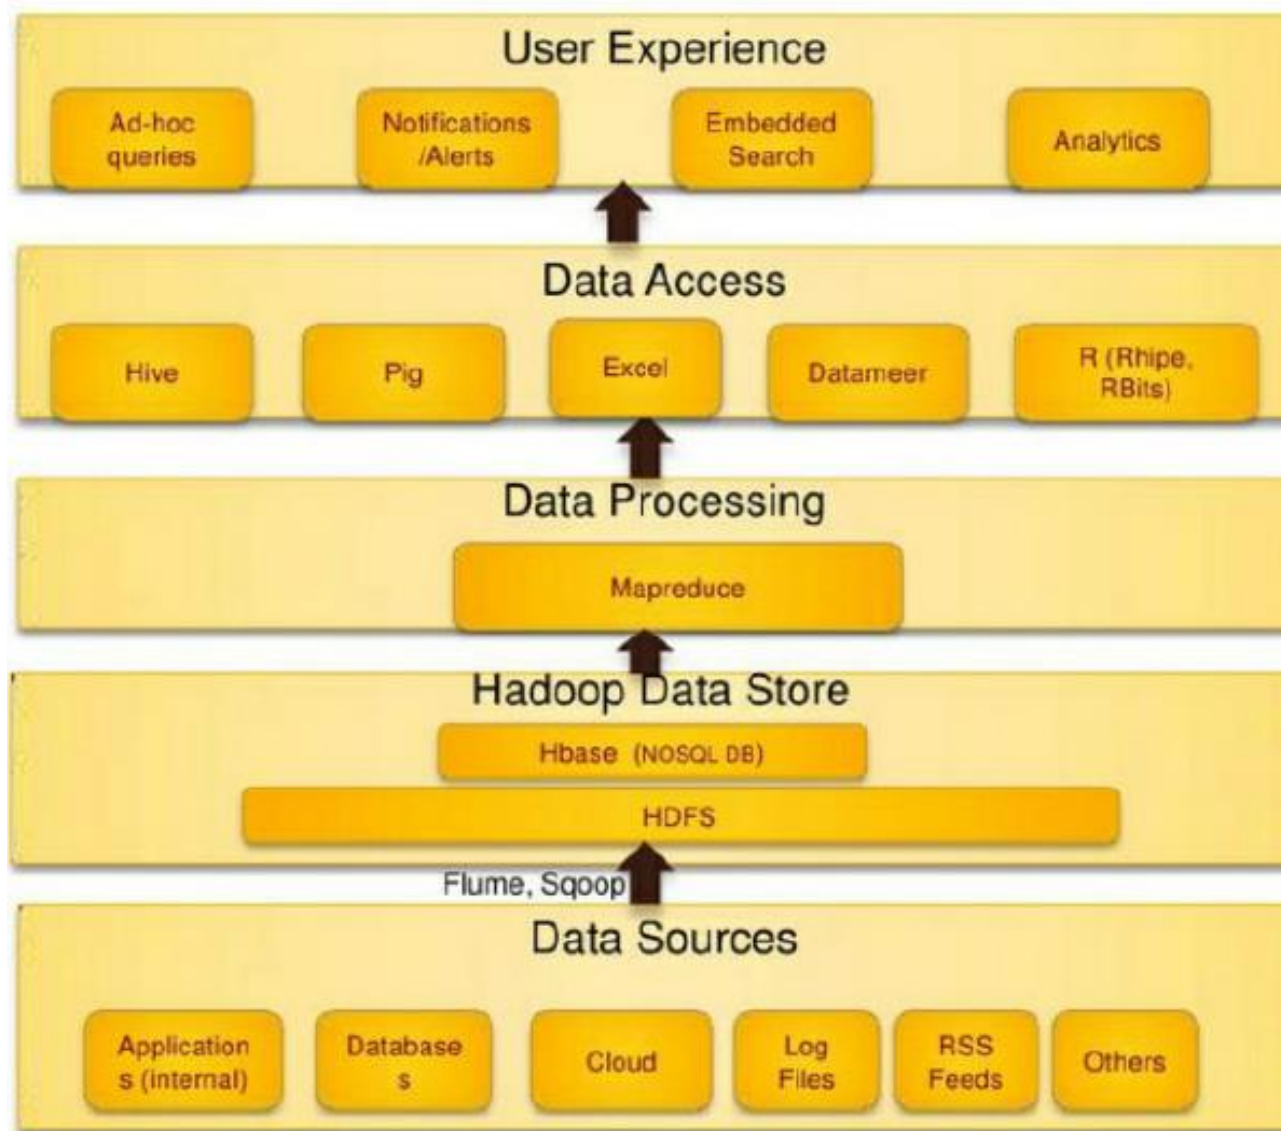 User Experience
Ad-hoc
queries
Notifications
/Alerts
Embedded
Search
Analytics
Data Access
Hive
Pig
Excel
Datameer
R (Rhipe,
RBits)
Data Processing
Mapreduce
Hadoop Data Store
Hbase (NOSQL DB)
HDFS
Flume, Sqoop
Data Sources
Application
s (internal)
Database
s
Cloud
Log
Files
RSS
Feeds
Others